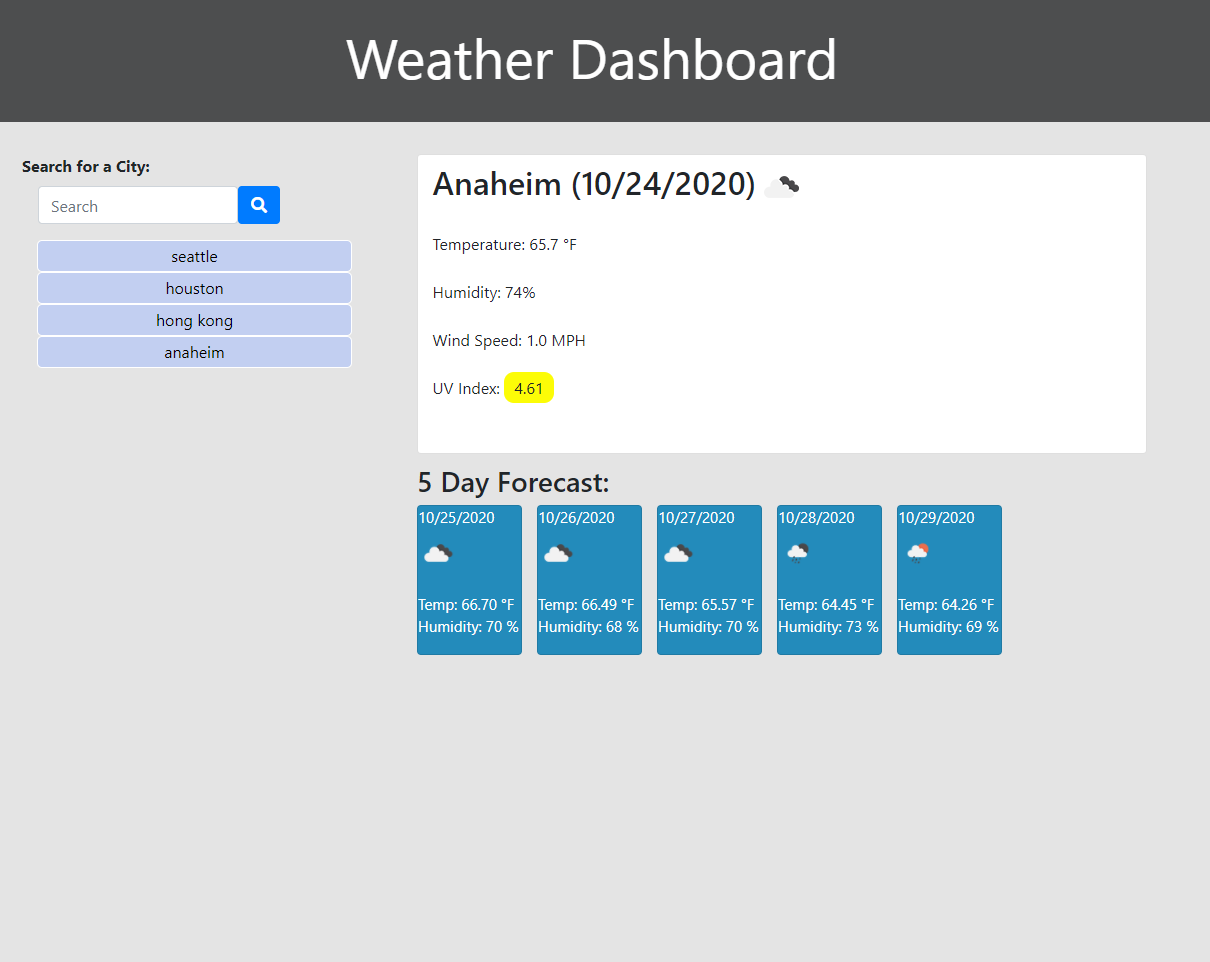 Weather Dashboard
Search for a City:
Search
seattle
houston
hong kong
anaheim
Anaheim (10/24/2020)
Temperature: 65.7 °F
Humidity: 74%
Wind Speed: 1.0 MPH
UV Index: 4.61
5 Day Forecast:
10/25/2020
Temp: 66.70 °F
Humidity: 70 %
10/26/2020
Temp: 66.49 °F
Humidity: 68 %
10/27/2020
Temp: 65.57 °F
Humidity: 70 %
10/28/2020
Temp: 64.45 °F
Humidity: 73 %
10/29/2020
Temp: 64.26 °F
Humidity: 69 %